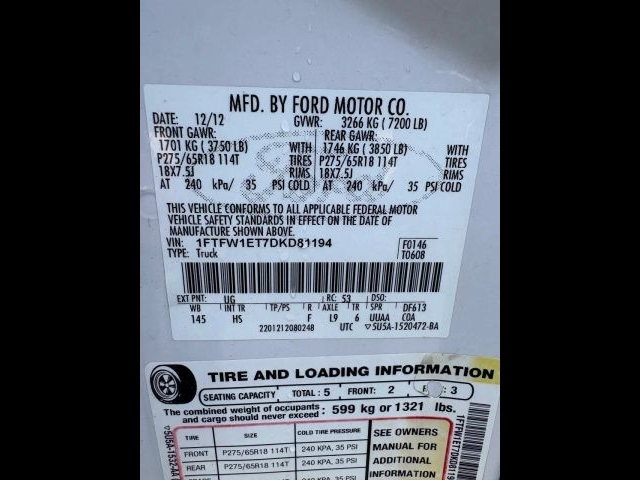 MFD. BY FORD MOTOR CO.
DATE: 12/12 GVWR: 3266 KG ( 7200 LB)
FRONT GAWR: REAR GAWR:
1701 KG ( 3750 LB) WITH 1746 KG ( 3850 LB) WITH
P275/65R18 114T TIRES P275/65R18 114T TIRES
18X7.5J RIMS 18X7.5J RIMS
AT 240 kPa/ 35 PSI COLD AT 240 kPa/ 35 PSI COLD
THIS VEHICLE CONFORMS TO ALL APPLICABLE FEDERAL MOTOR
VEHICLE SAFETY STANDARDS IN EFFECT ON THE DATE OF
MANUFACTURE SHOWN ABOVE.
VIN: 1FTFW1ET7DKD81194 F0146
TYPE: Truck T0608
EXT PNT: UG RC: 53 DSO:
WB INT TR TP/PS R AXLE TR SPR DF613
145 HS F L9 6 UUAA COA
2201212080248 UTC ▽5U5A-1520472-BA
TIRE AND LOADING INFORMATION
SEATING CAPACITY TOTAL : 5 FRONT: 2 : 3
The combined weight of occupants
and cargo should never exceed: 599 kg or 1321 lbs.
TIRE SIZE COLD TIRE PRESSURE SEE OWNERS
FRONT P275/65R18 114T 240 KPA, 35 PSI MANUAL FOR
REAR P275/65R18 114T 240 KPA, 35 PSI ADDITIONAL
INFORMATION